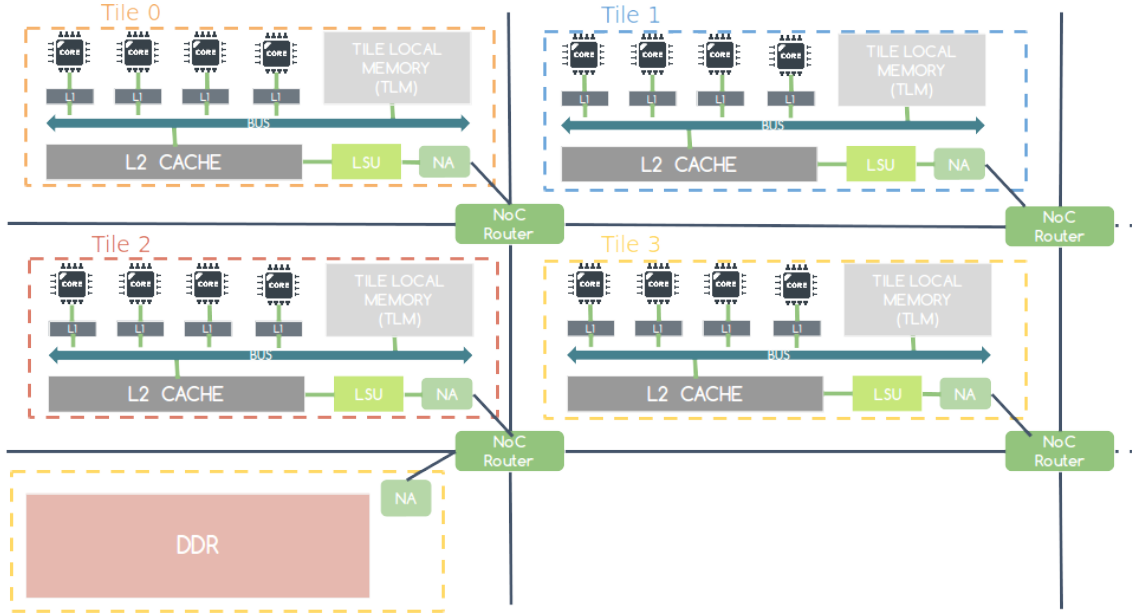 Tile 0
CORE CORE CORE CORE
TILE LOCAL
MEMORY
(TLM)
L1 L1 L1 L1
BUS
L2 CACHE
LSU
NA
Tile 1
CORE CORE CORE CORE
TILE LOCAL
MEMORY
(TLM)
L1 L1 L1 L1
BUS
L2 CACHE
LSU
NA
NoC
Router
NoC
Router
Tile 2
CORE CORE CORE CORE
TILE LOCAL
MEMORY
(TLM)
L1 L1 L1 L1
BUS
L2 CACHE
LSU
NA
Tile 3
CORE CORE CORE CORE
TILE LOCAL
MEMORY
(TLM)
L1 L1 L1 L1
BUS
L2 CACHE
LSU
NA
NoC
Router
NoC
Router
NA
DDR